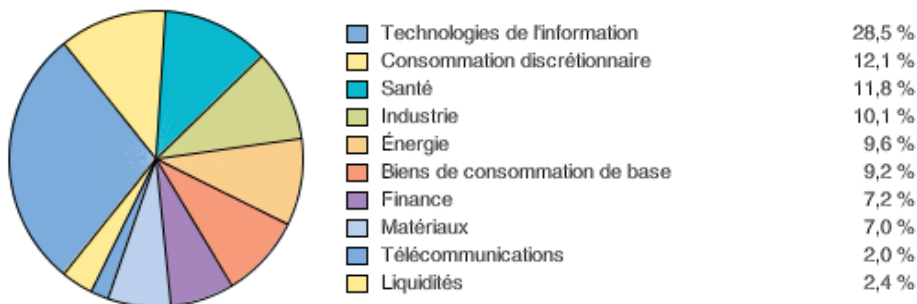 Technologies de l'information 28,5 %
Consommation discrétionnaire 12,1 %
Santé 11,8 %
Industrie 10,1 %
Énergie 9,6 %
Biens de consommation de base 9,2 %
Finance 7,2 %
Matériaux 7,0 %
Télécommunications 2,0 %
Liquidités 2,4 %